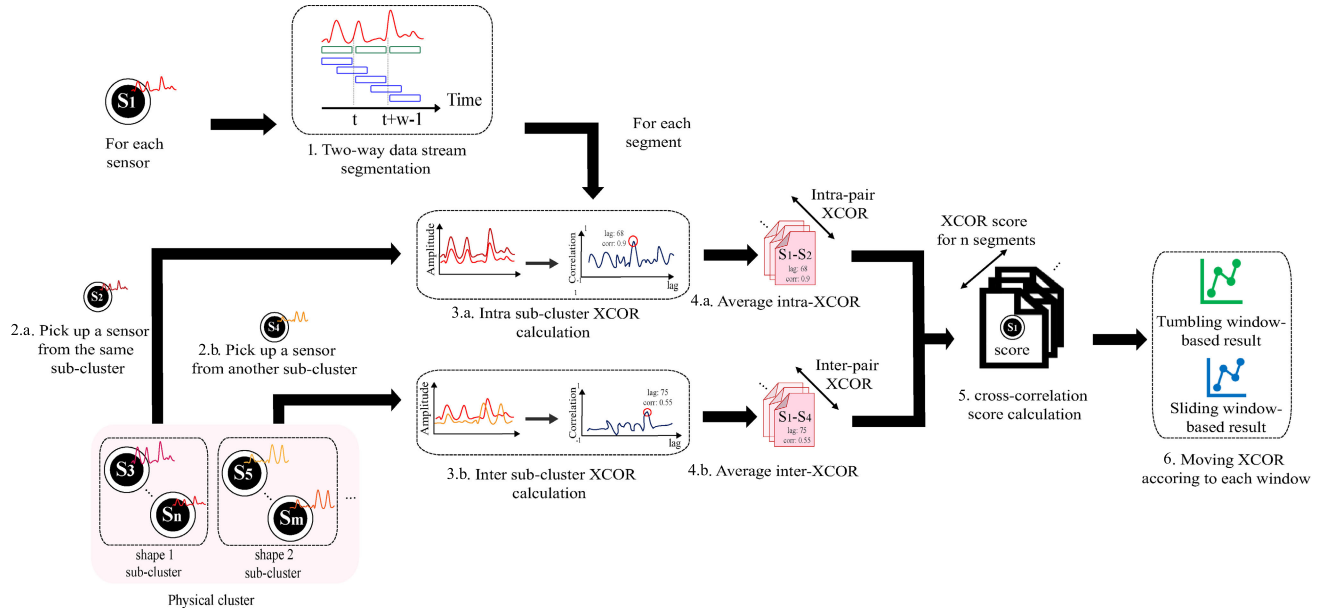 S1
For each
sensor
Time
t
t+w-1
1. Two-way data stream
segmentation
For each
segment
S2
2.a. Pick up a sensor
from the same
sub-cluster
S4
2.b. Pick up a sensor
from another sub-cluster
Amplitude
Correlation
1
-1
1
lag: 68
corr: 0.9
lag
3.a. Intra sub-cluster XCOR
calculation
Intra-pair
XCOR
...
S1-S2
lag: 68
corr: 0.9
4.a. Average intra-XCOR
Amplitude
Correlation
1
-1
lag: 75
corr: 0.55
lag
3.b. Inter sub-cluster XCOR
calculation
Inter-pair
XCOR
...
S1-S4
lag: 75
corr: 0.55
4.b. Average inter-XCOR
XCOR score
for n segments
...
S1
score
5. cross-correlation
score calculation
Tumbling window-
based result
Sliding window-
based result
6. Moving XCOR
accoring to each window
S3
...
Sn
shape 1
sub-cluster
S5
...
Sm
shape 2
sub-cluster
...
Physical cluster